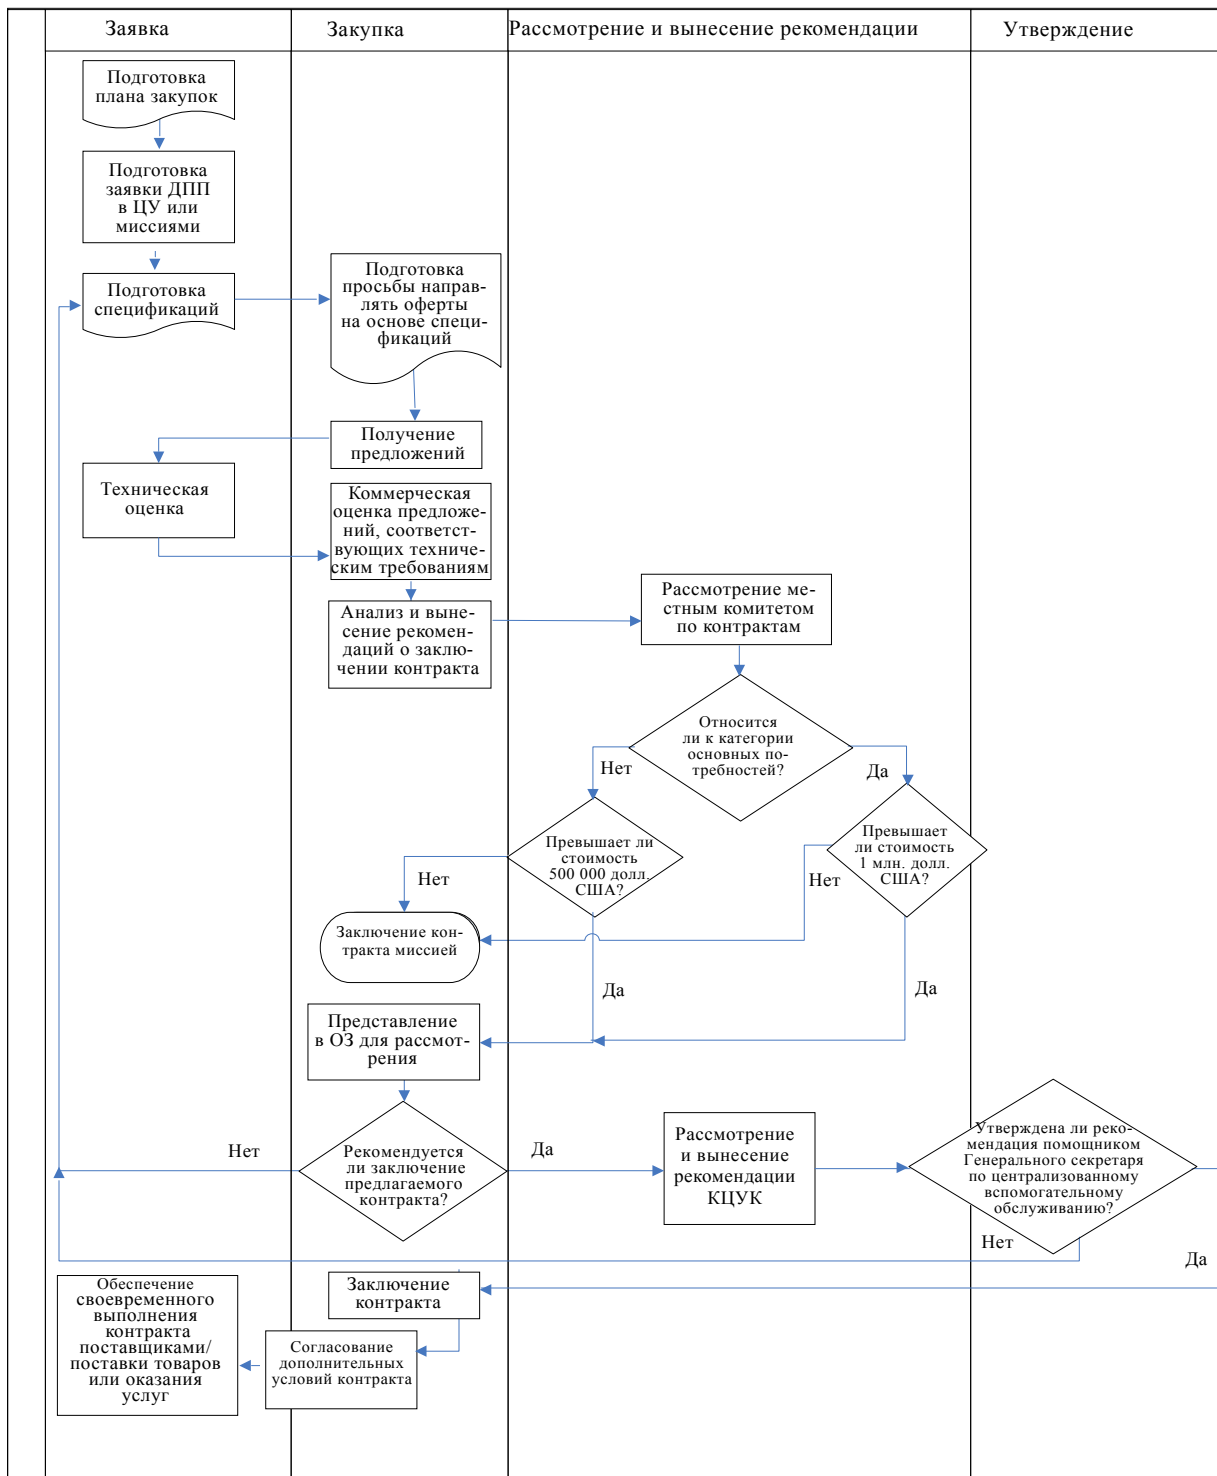 Заявка
Закупка
Рассмотрение и вынесение рекомендации
Утверждение
Подготовка
плана закупок
Подготовка
заявки ДПП
в ЦУ или
миссиями
Подготовка
спецификаций
Подготовка
просьбы направ-
лять оферты
на основе специ-
фикаций
Получение
предложений
Техническая
оценка
Коммерческая
оценка предложе-
ний, соответст-
вующих техниче-
ским требованиям
Анализ и выне-
сение рекомен-
даций о заклю-
чении контракта
Рассмотрение ме-
стным комитетом
по контрактам
Относится
ли к категории
основных по-
требностей?
Нет
Да
Превышает ли
стоимость
500 000 долл.
США?
Превышает
ли стоимость
1 млн. долл.
США?
Нет
Нет
Заключение кон-
тракта миссией
Да
Да
Представление
в ОЗ для рассмот-
рения
Рекомендуется
ли заключение
предлагаемого
контракта?
Нет
Да
Рассмотрение
и вынесение
рекомендации
КЦУК
Утверждена ли реко-
мендация помощником
Генерального секретаря
по централизованному
вспомогательному
обслуживанию?
Нет
Да
Заключение
контракта
Согласование
дополнительных
условий контракта
Обеспечение
своевременного
выполнения
контракта
поставщиками/
поставки товаров
или оказания
услуг